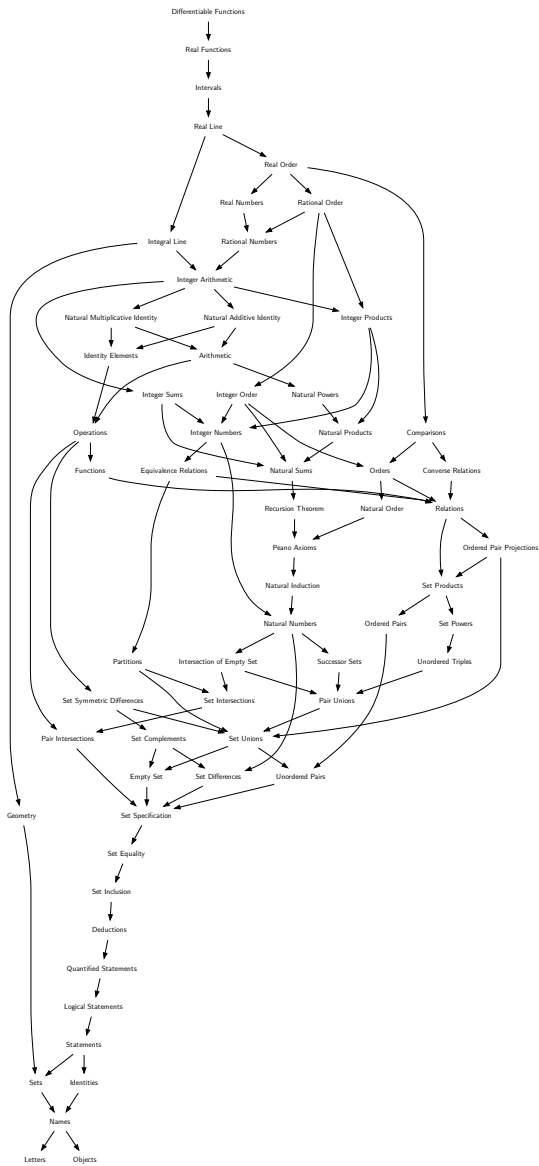 Differentiable Functions
Real Functions
Intervals
Real Line
Real Order
Real Numbers
Rational Order
Integral Line
Rational Numbers
Integer Arithmetic
Natural Multiplicative Identity
Natural Additive Identity
Integer Products
Identity Elements
Arithmetic
Integer Sums
Integer Order
Natural Powers
Operations
Integer Numbers
Natural Products
Comparisons
Functions
Equivalence Relations
Natural Sums
Orders
Converse Relations
Recursion Theorem
Natural Order
Relations
Peano Axioms
Ordered Pair Projections
Natural Induction
Set Products
Natural Numbers
Ordered Pairs
Set Powers
Partitions
Intersection of Empty Set
Successor Sets
Unordered Triples
Set Symmetric Differences
Set Intersections
Pair Unions
Pair Intersections
Set Complements
Set Unions
Empty Set
Set Differences
Unordered Pairs
Geometry
Set Specification
Set Equality
Set Inclusion
Deductions
Quantified Statements
Logical Statements
Statements
Sets
Identities
Names
Letters
Objects